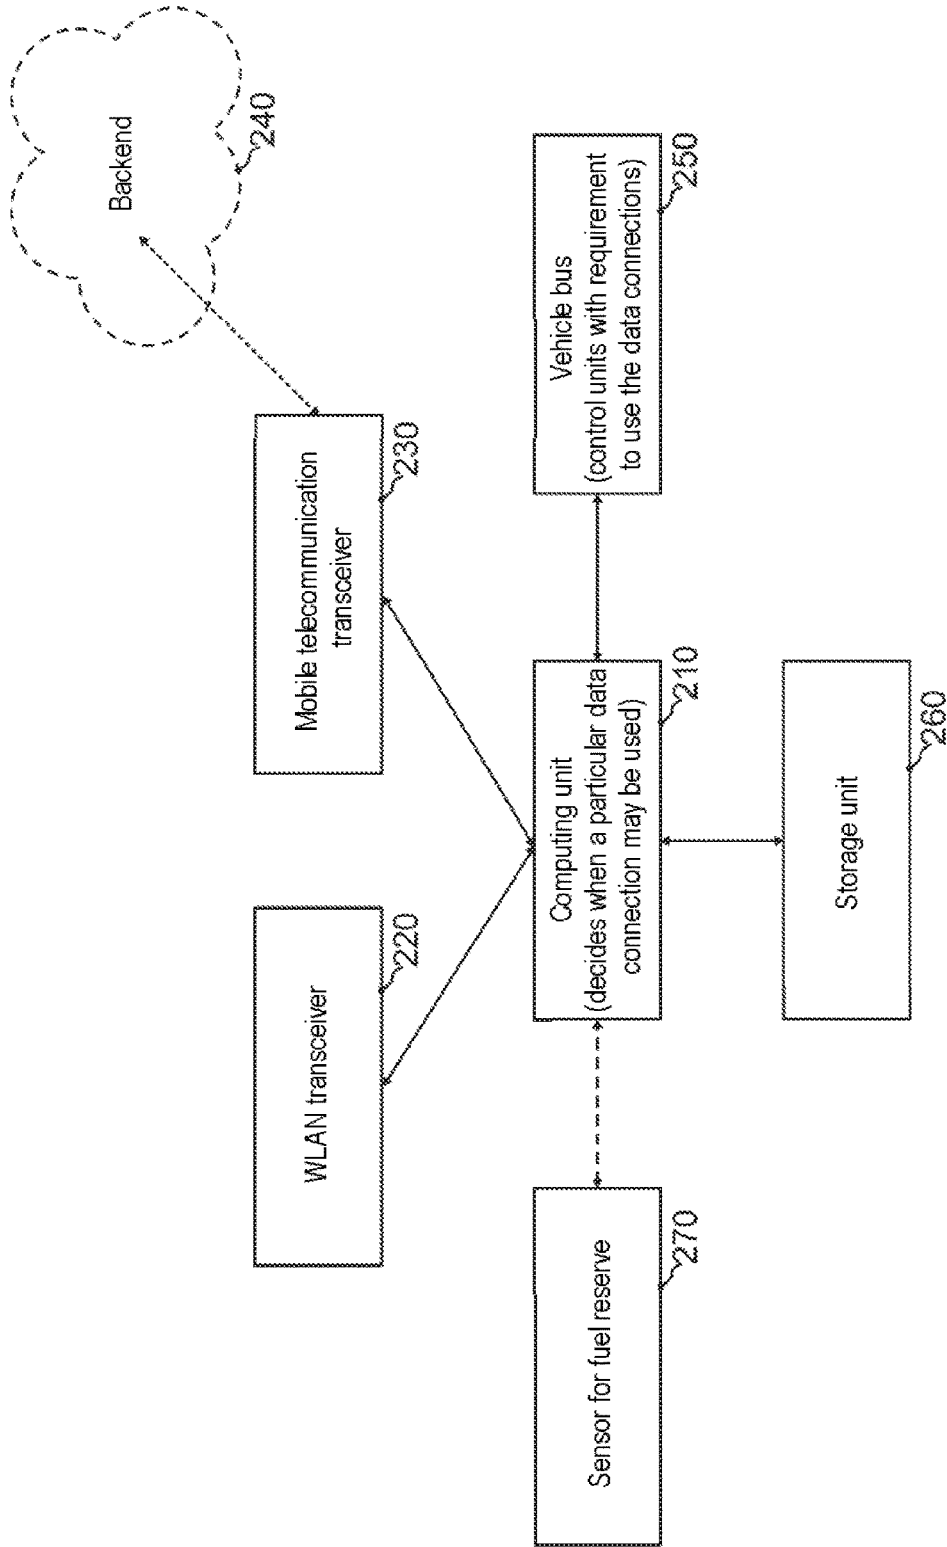 Backend
240
WLAN transceiver
220
Mobile telecommunication
transceiver
230
Sensor for fuel reserve
270
Computing unit
(decides when a particular data
connection may be used)
210
Vehicle bus
(control units with requirement
to use the data connections)
250
Storage unit
260